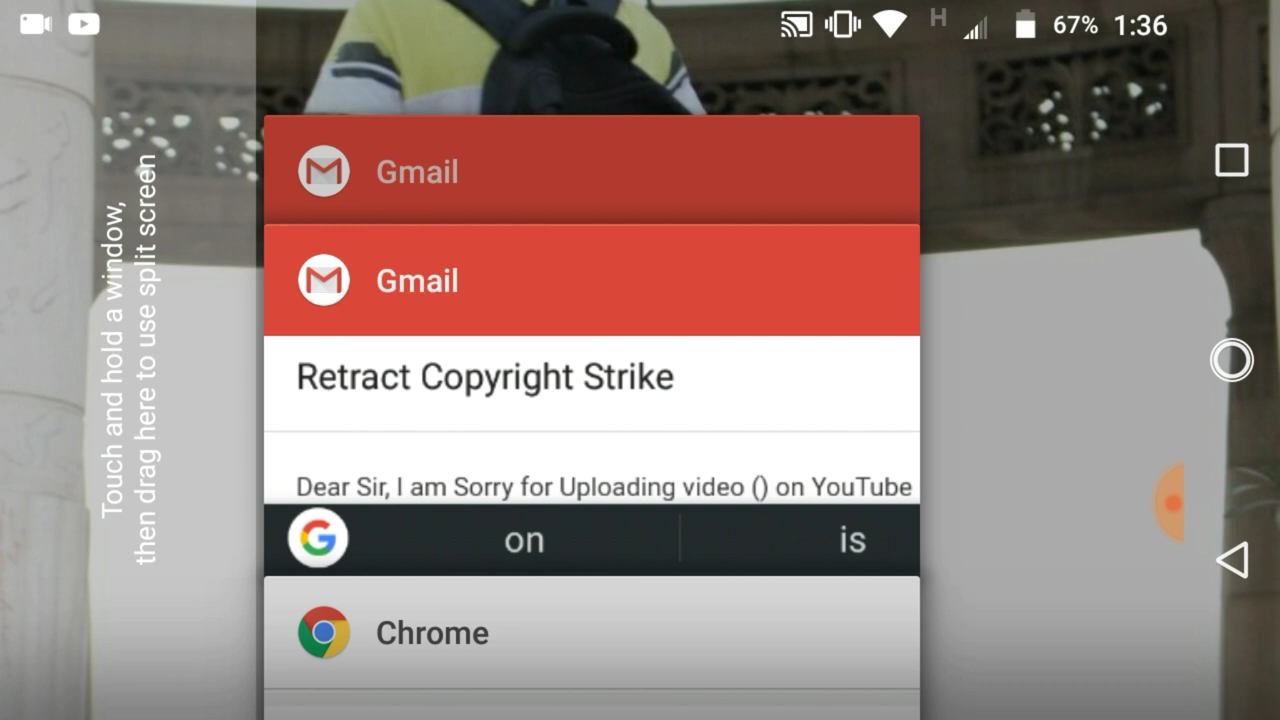 H 67% 1:36
Touch and hold a window,
then drag here to use split screen
Gmail
Gmail
Retract Copyright Strike
Dear Sir, I am Sorry for Uploading video () on YouTube
on is
Chrome